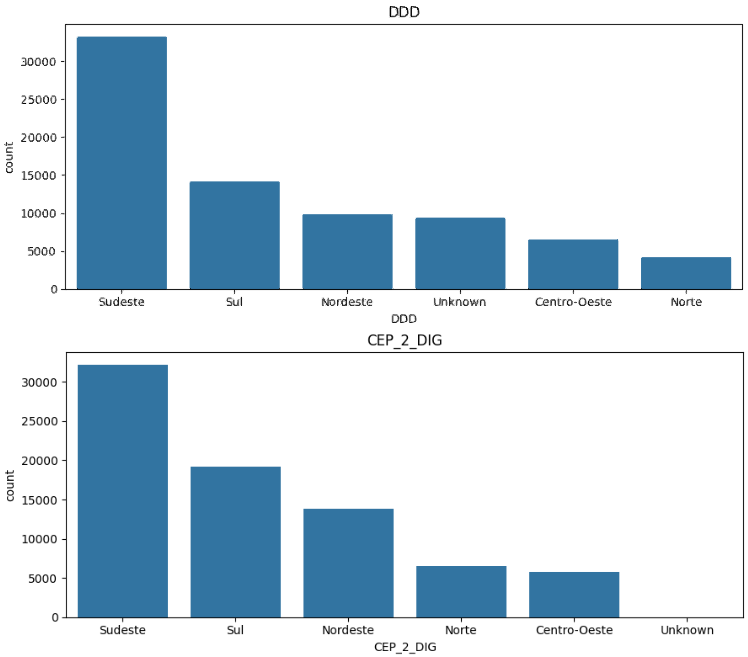 DDD
30000
25000
20000
15000
10000
5000
0
count
Sudeste Sul Nordeste Unknown Centro-Oeste Norte
DDD
CEP_2_DIG
30000
25000
20000
15000
10000
5000
0
count
Sudeste Sul Nordeste Norte Centro-Oeste Unknown
CEP_2_DIG